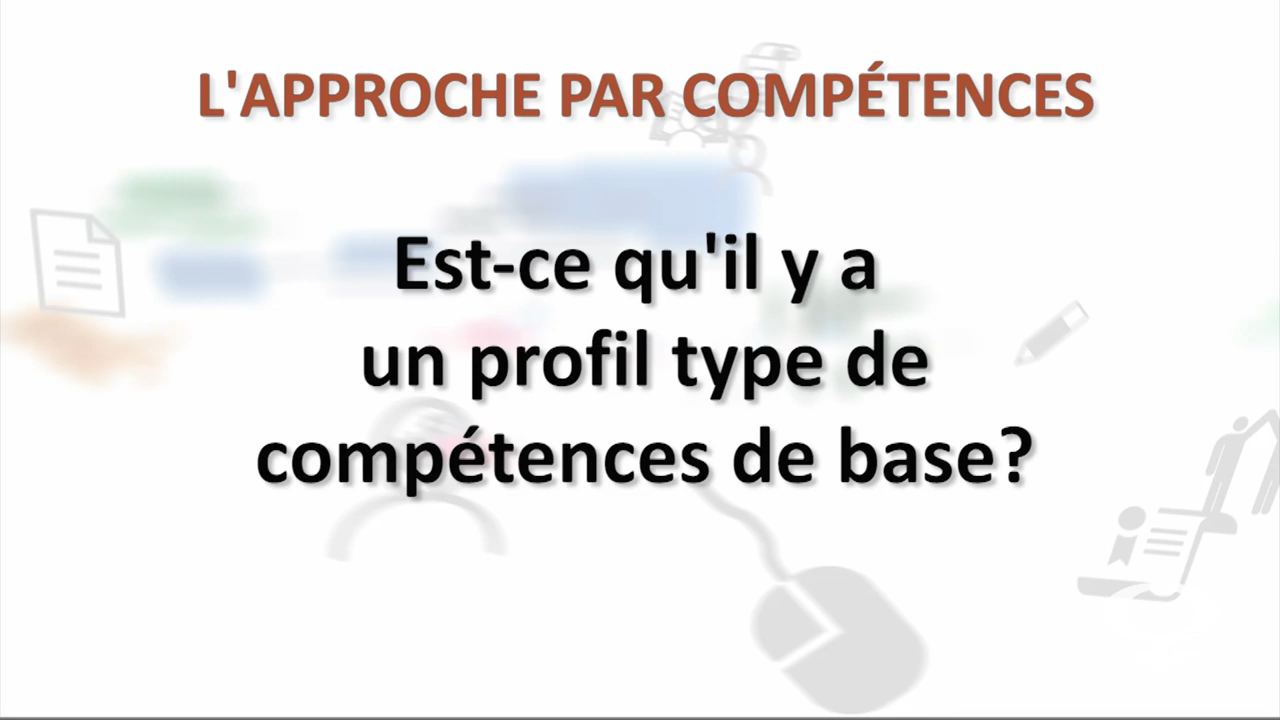 L'APPROCHE PAR COMPÉTENCES
Est-ce qu'il y a
un profil type de
compétences de base?